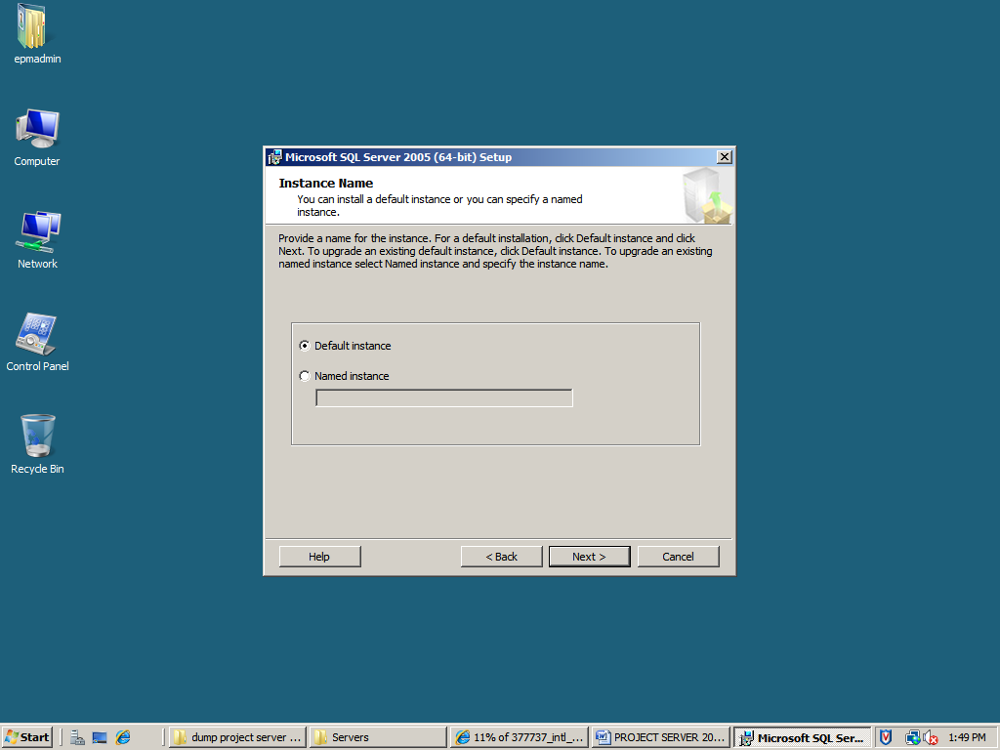 epmadmin
Computer
Network
Control Panel
Recycle Bin
Microsoft SQL Server 2005 (64-bit) Setup
Instance Name
You can install a default instance or you can specify a named
instance.
Provide a name for the instance. For a default installation, click Default instance and click
Next. To upgrade an existing default instance, click Default instance. To upgrade an existing
named instance select Named instance and specify the instance name.
Default instance
Named instance
Help
< Back
Next >
Cancel
Start
dump project server ...
Servers
11% of 377737_intl_...
PROJECT SERVER 20...
Microsoft SQL Ser...
1:49 PM